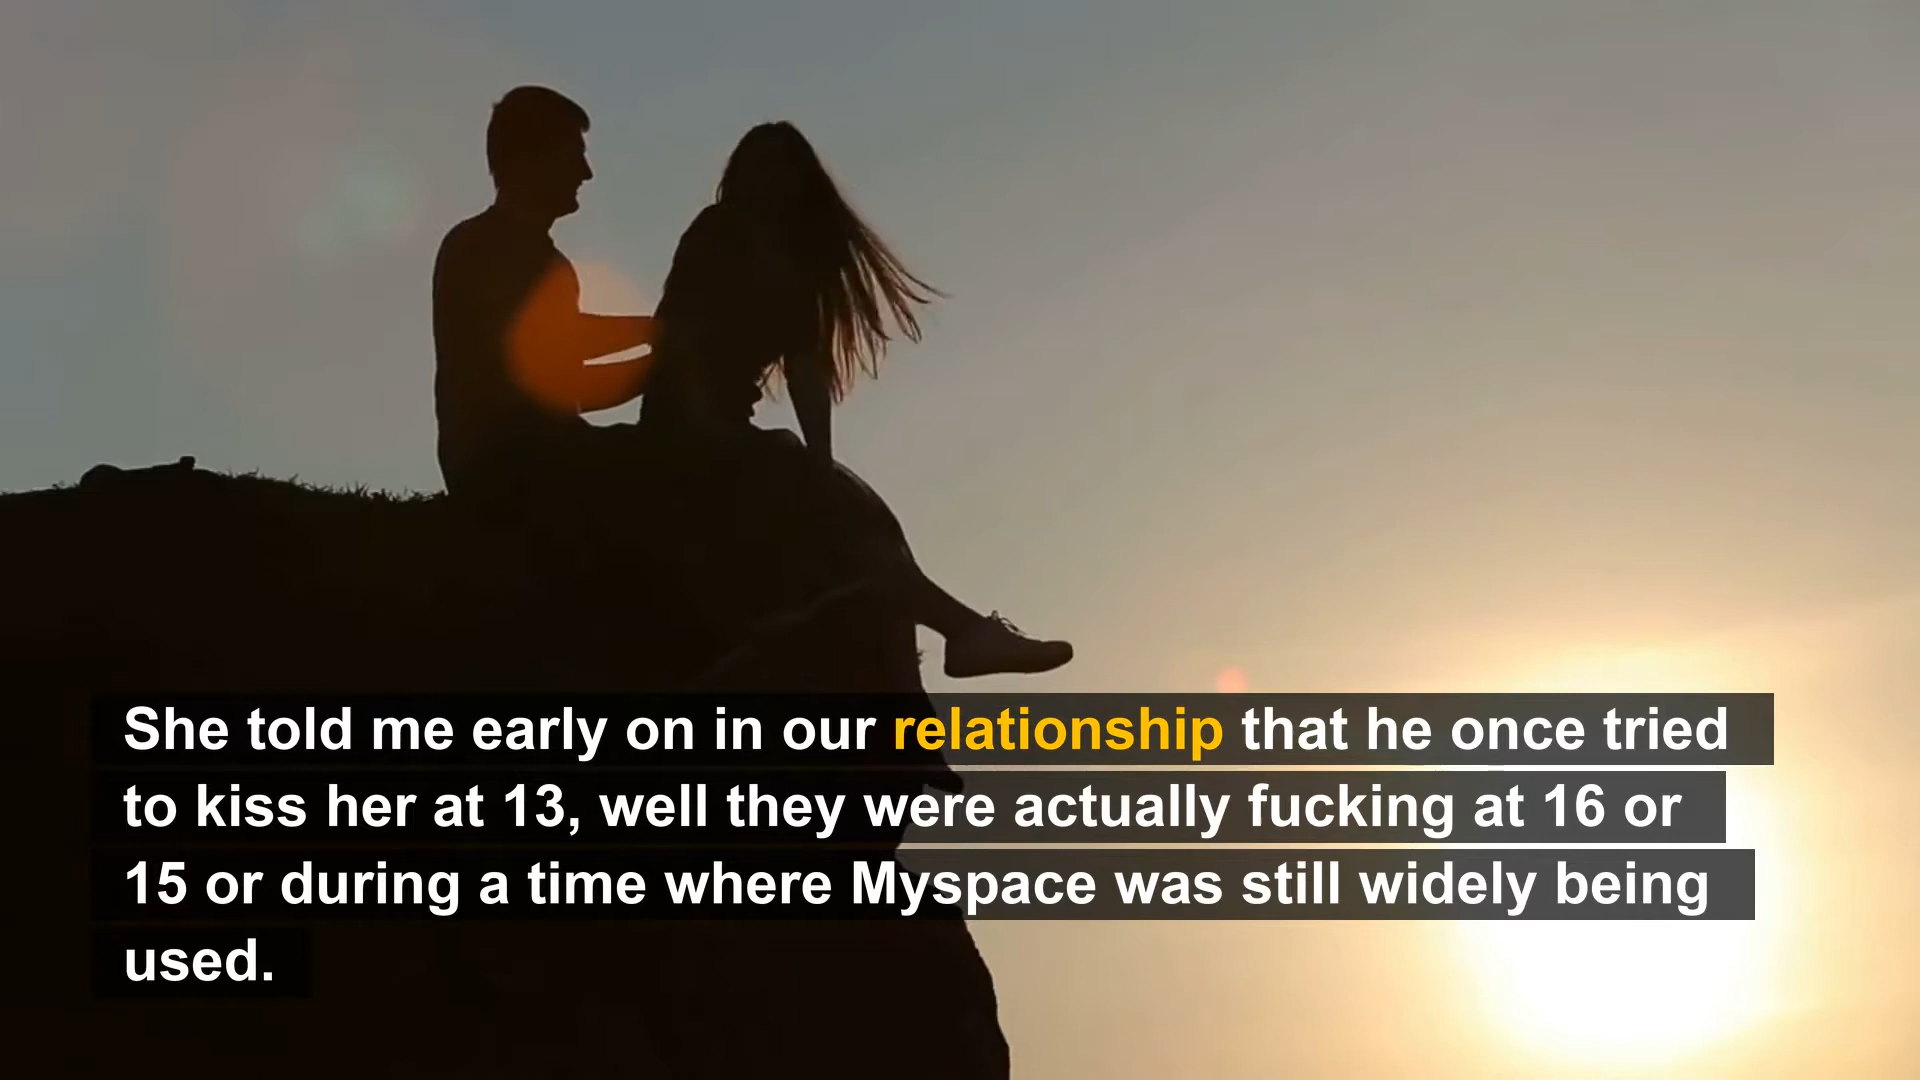 She told me early on in our relationship that he once tried
to kiss her at 13, well they were actually fucking at 16 or
15 or during a time where Myspace was still widely being
used.